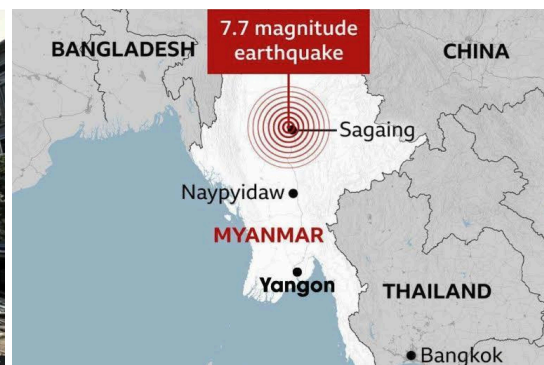 7.7 magnitude
earthquake
BANGLADESH
CHINA
Sagaing
Naypyidaw
MYANMAR
Yangon
THAILAND
Bangkok